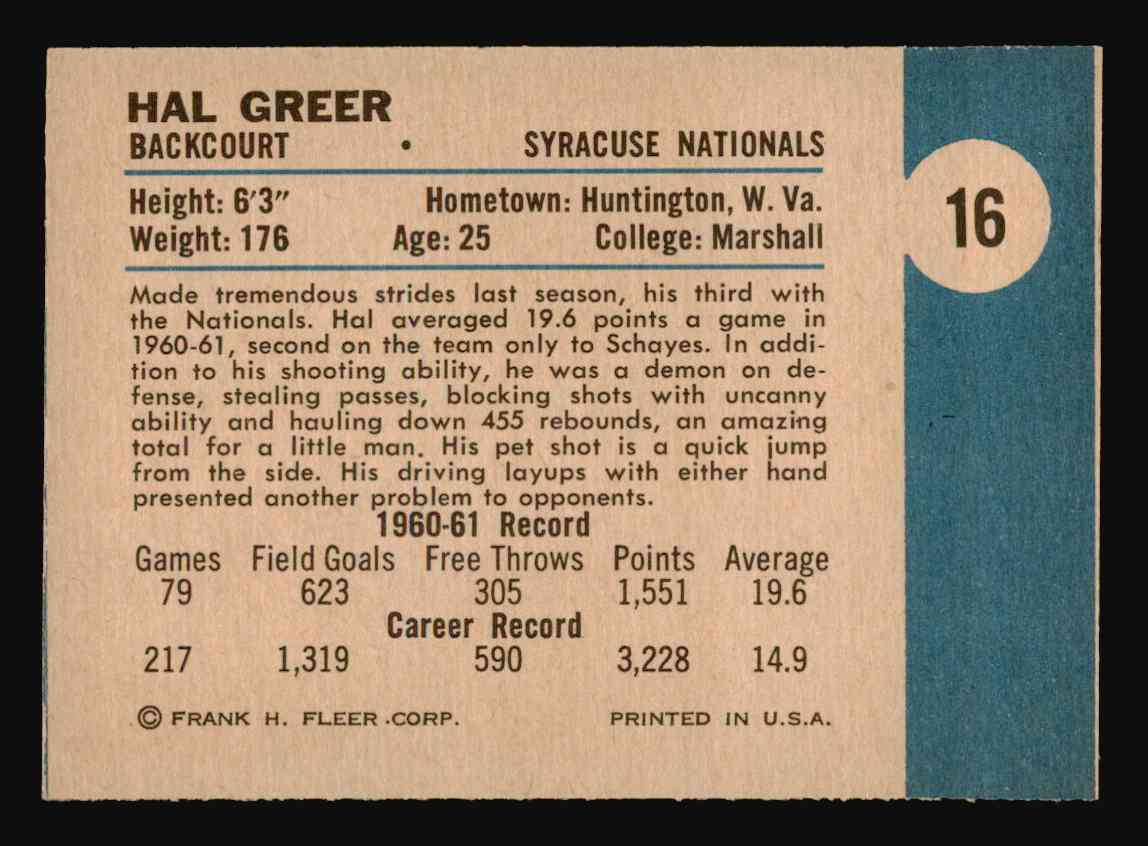 HAL GREER
BACKCOURT • SYRACUSE NATIONALS
Height: 6'3" Hometown: Huntington, W. Va.
Weight: 176 Age: 25 College: Marshall
16
Made tremendous strides last season, his third with
the Nationals. Hal averaged 19.6 points a game in
1960-61, second on the team only to Schayes. In addi-
tion to his shooting ability, he was a demon on de-
fense, stealing passes, blocking shots with uncanny
ability and hauling down 455 rebounds, an amazing
total for a little man. His pet shot is a quick jump
from the side. His driving layups with either hand
presented another problem to opponents.
1960-61 Record
Games Field Goals Free Throws Points Average
79 623 305 1,551 19.6
Career Record
217 1,319 590 3,228 14.9
© FRANK H. FLEER CORP. PRINTED IN U.S.A.